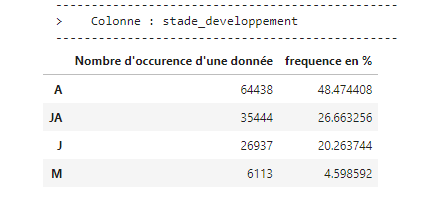 --------------------------------------------------
>    Colonne : stade_developpement
--------------------------------------------------
Nombre d'occurence d'une donnée frequence en %
A 64438 48.474408
JA 35444 26.663256
J 26937 20.263744
M 6113 4.598592